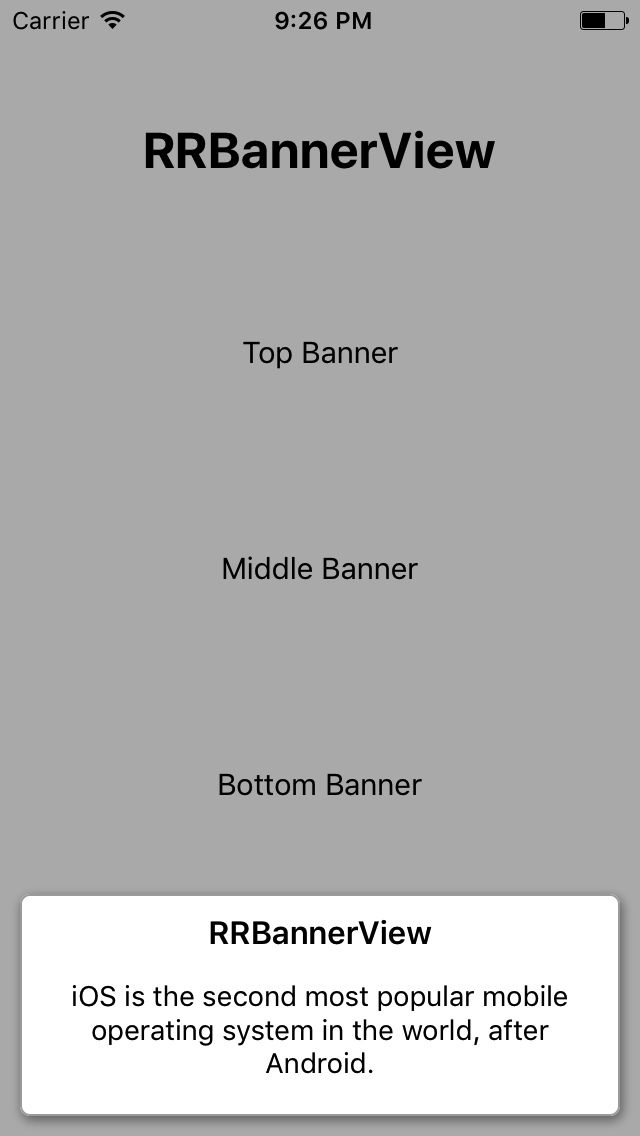 Carrier 9:26 PM
RRBannerView
Top Banner
Middle Banner
Bottom Banner
RRBannerView
iOS is the second most popular mobile
operating system in the world, after
Android.